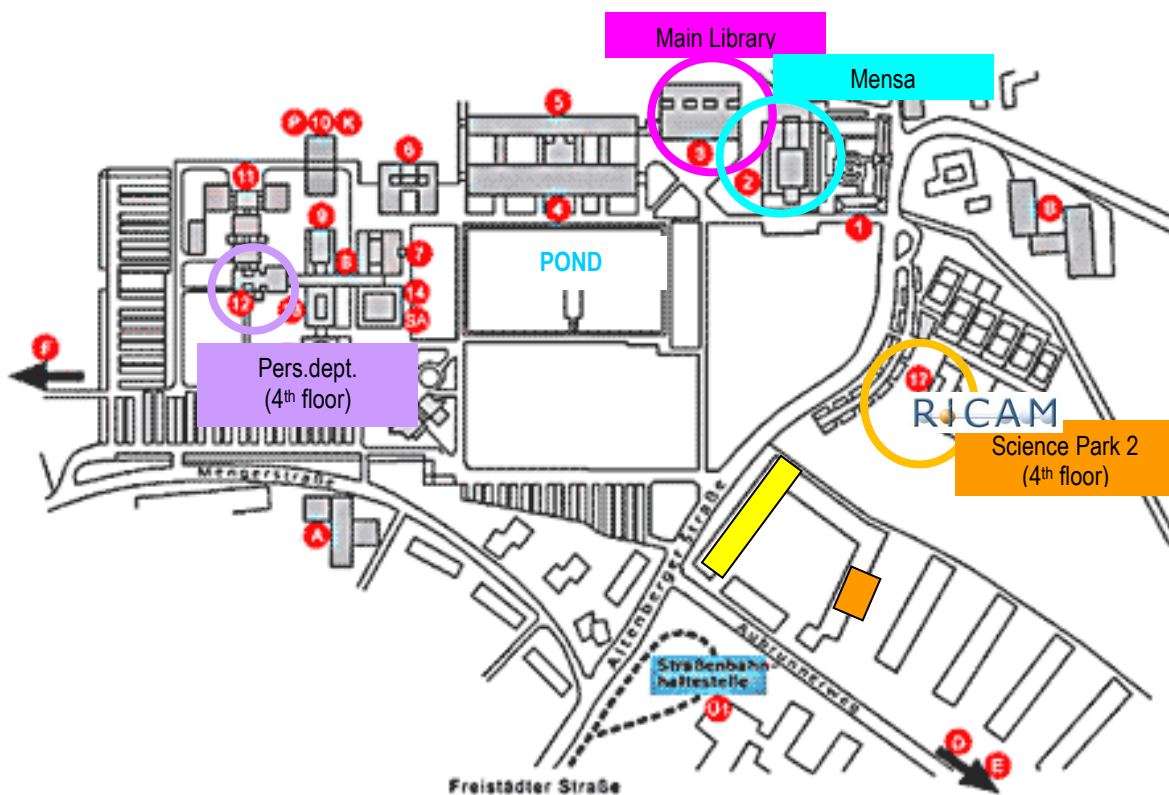 Main Library
Mensa
5
P 10 K
6
3
11
2
4
B
9
1
8
7
POND
12
14
SA
F
Pers.dept.
(4th floor)
17
RICAM
Science Park 2
(4th floor)
Mengerstraße
A
Altenberger Straße
Aubrunnerweg
Straßenbahn
haltestelle
Ü1
D
E
Freistädter Straße